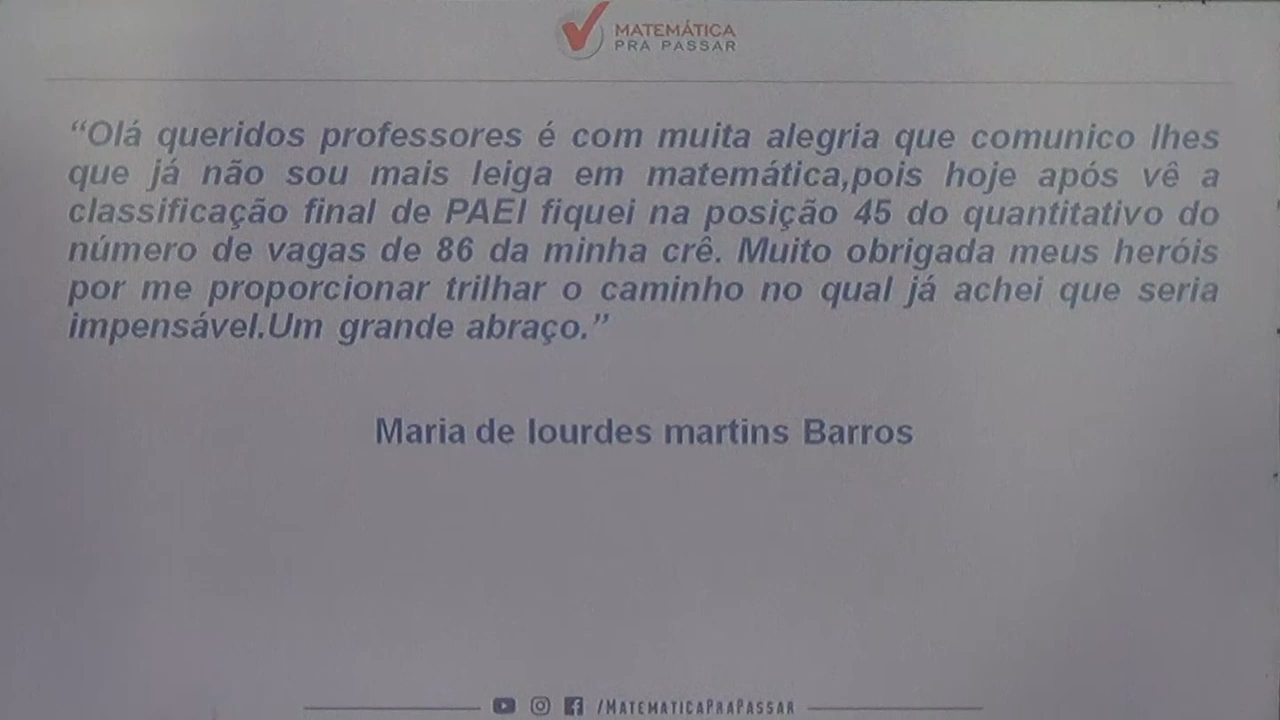 MATEMÁTICA
PRA PASSAR
“Olá queridos professores é com muita alegria que comunico lhes
que já não sou mais leiga em matemática,pois hoje após vê a
classificação final de PAEI fiquei na posição 45 do quantitativo do
número de vagas de 86 da minha crê. Muito obrigada meus heróis
por me proporcionar trilhar o caminho no qual já achei que seria
impensável.Um grande abraço.”
Maria de lourdes martins Barros
/MATEMATICAPRAPASSAR